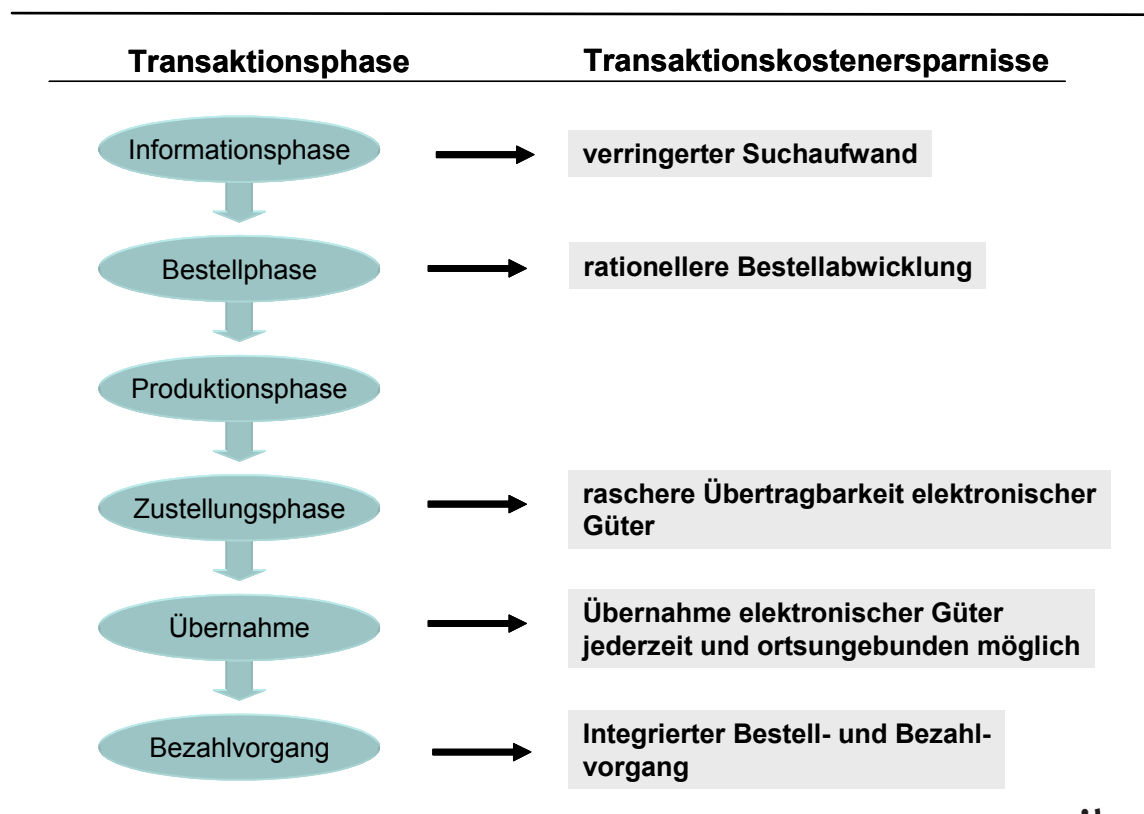 Transaktionsphase
Transaktionskostenersparnisse
Informationsphase
verringerter Suchaufwand
Bestellphase
rationellere Bestellabwicklung
Produktionsphase
Zustellungsphase
raschere Übertragbarkeit elektronischer
Güter
Übernahme
Übernahme elektronischer Güter
jederzeit und ortsungebunden möglich
Bezahlvorgang
Integrierter Bestell- und Bezahl-
vorgang